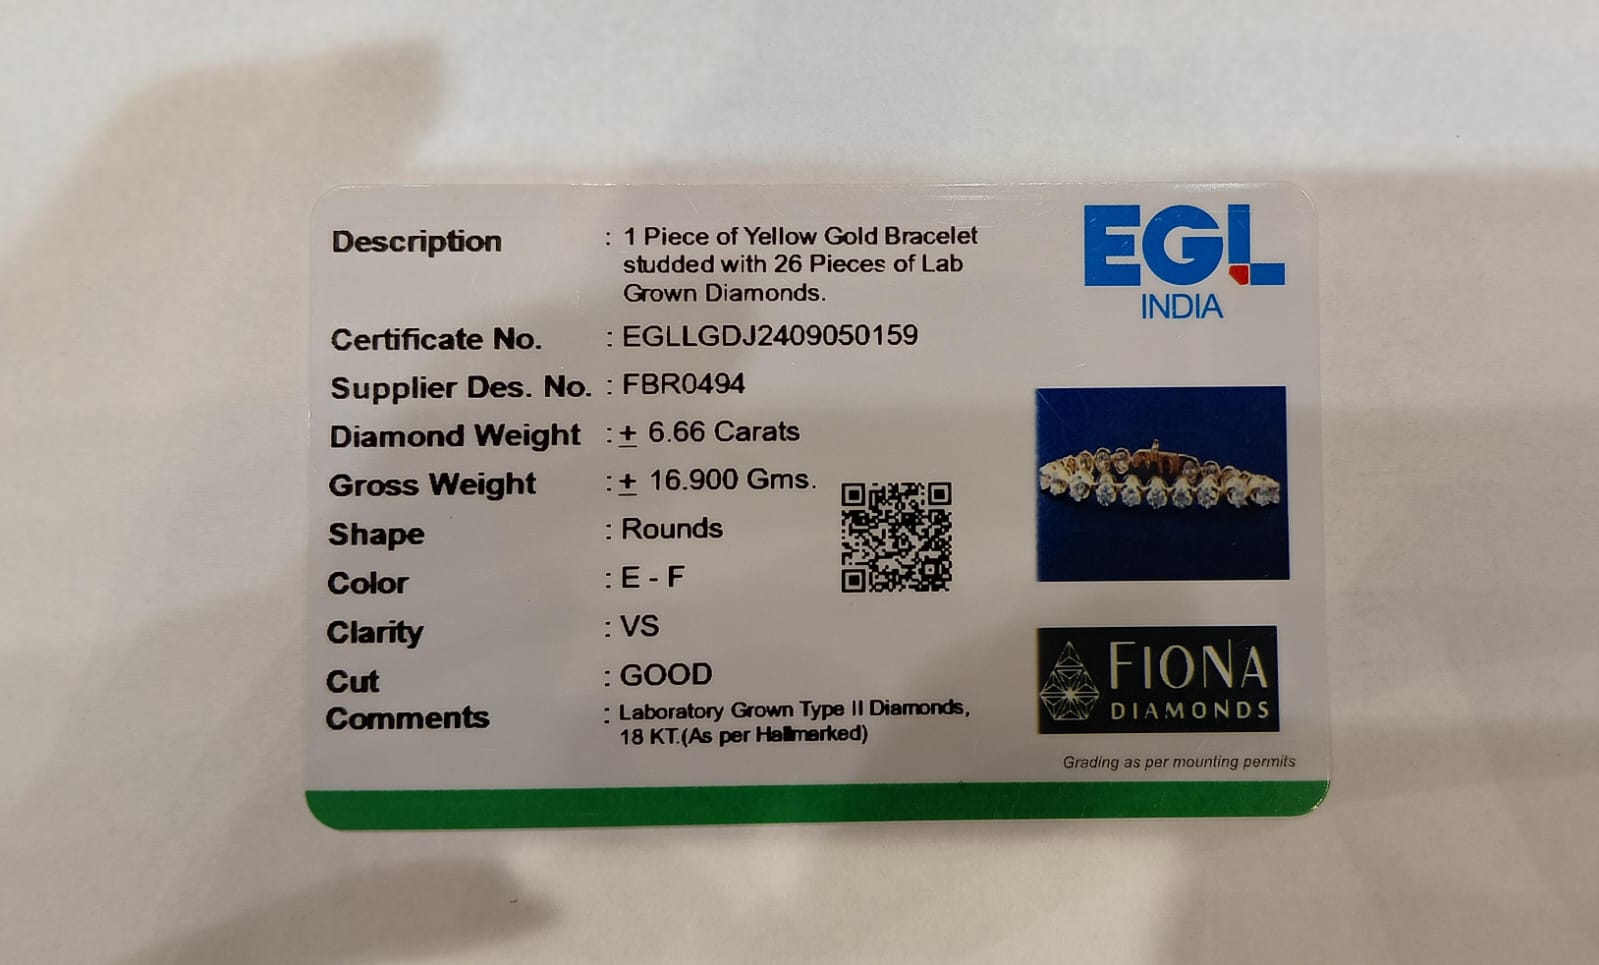 Description : 1 Piece of Yellow Gold Bracelet
studded with 26 Pieces of Lab
Grown Diamonds.
Certificate No. : EGLLGDJ2409050159
Supplier Des. No. : FBR0494
Diamond Weight : ± 6.66 Carats
Gross Weight : ± 16.900 Gms.
Shape : Rounds
Color : E - F
Clarity : VS
Cut : GOOD
Comments : Laboratory Grown Type II Diamonds,
18 KT.(As per Hallmarked)
EGL
INDIA
FIONA
DIAMONDS
Grading as per mounting permits